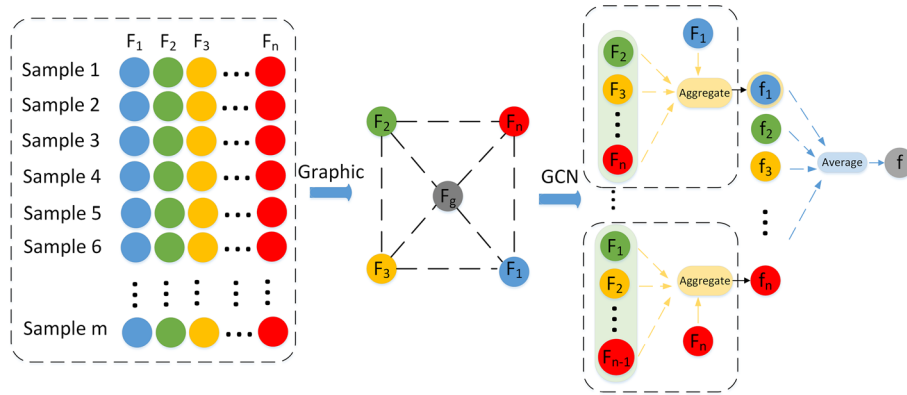 F1 F2 F3 Fn
Sample 1
Sample 2
Sample 3
Sample 4
Sample 5
Sample 6
Sample m
Graphic
F2
Fn
Fg
F3
F1
GCN
F1
F2
F3
Fn
Aggregate
f1
f2
f3
Average
f
F1
F2
Fn-1
Aggregate
Fn
fn